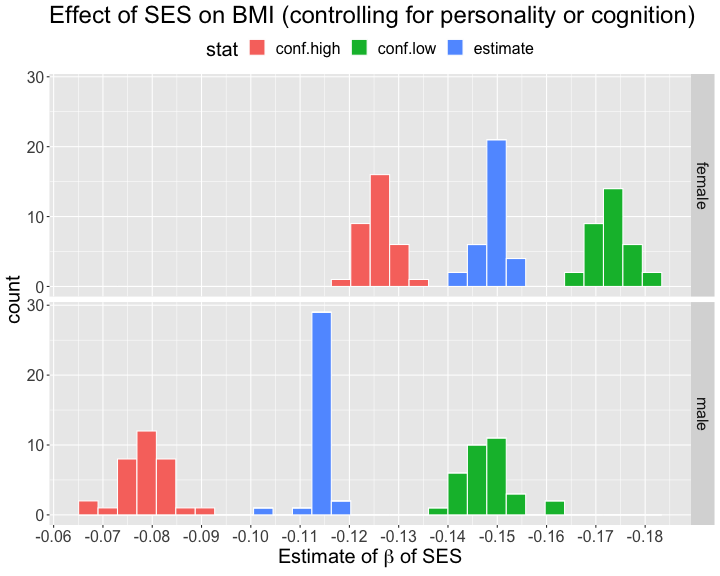 Effect of SES on BMI (controlling for personality or cognition)
stat conf.high conf.low estimate
30
20
10
0
female
30
20
10
0
male
count
-0.06 -0.07 -0.08 -0.09 -0.10 -0.11 -0.12 -0.13 -0.14 -0.15 -0.16 -0.17 -0.18
Estimate of β of SES